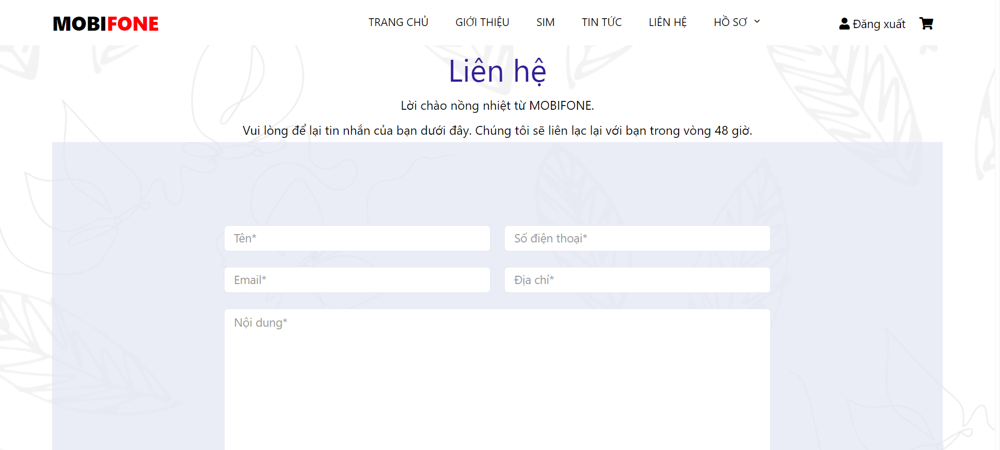 MOBIFONE
TRANG CHỦ GIỚI THIỆU SIM TIN TỨC LIÊN HỆ HỒ SƠ Đăng xuất
Liên hệ
Lời chào nồng nhiệt từ MOBIFONE.
Vui lòng để lại tin nhắn của bạn dưới đây. Chúng tôi sẽ liên lạc lại với bạn trong vòng 48 giờ.
Tên* Số điện thoại*
Email* Địa chỉ*
Nội dung*